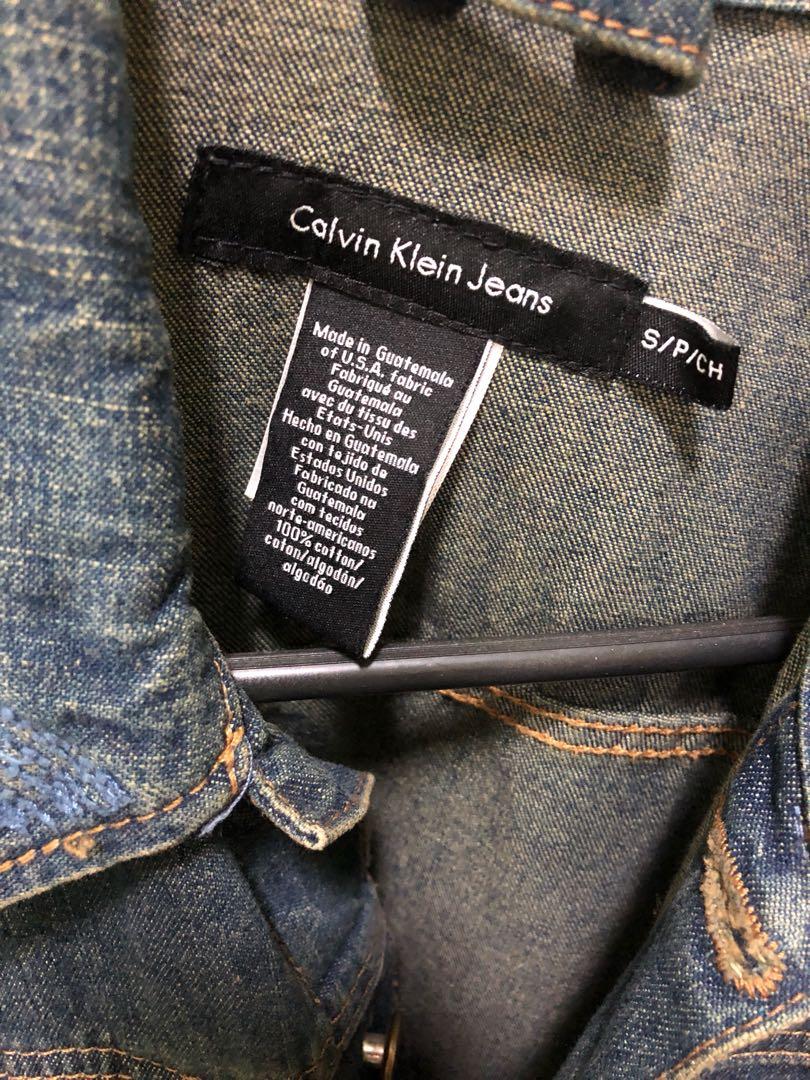 Calvin Klein Jeans
S/P/CH
Made in Guatemala
of U.S.A. fabric
Fabriqué au
Guatemala
avec du tissu des
Etats-Unis
Hecho en Guatemala
con tejido de
Estados Unidos
Fabricado na
Guatemala
com tecidos
norte-americanos
100% cotton/
coton/algodón/
algodão